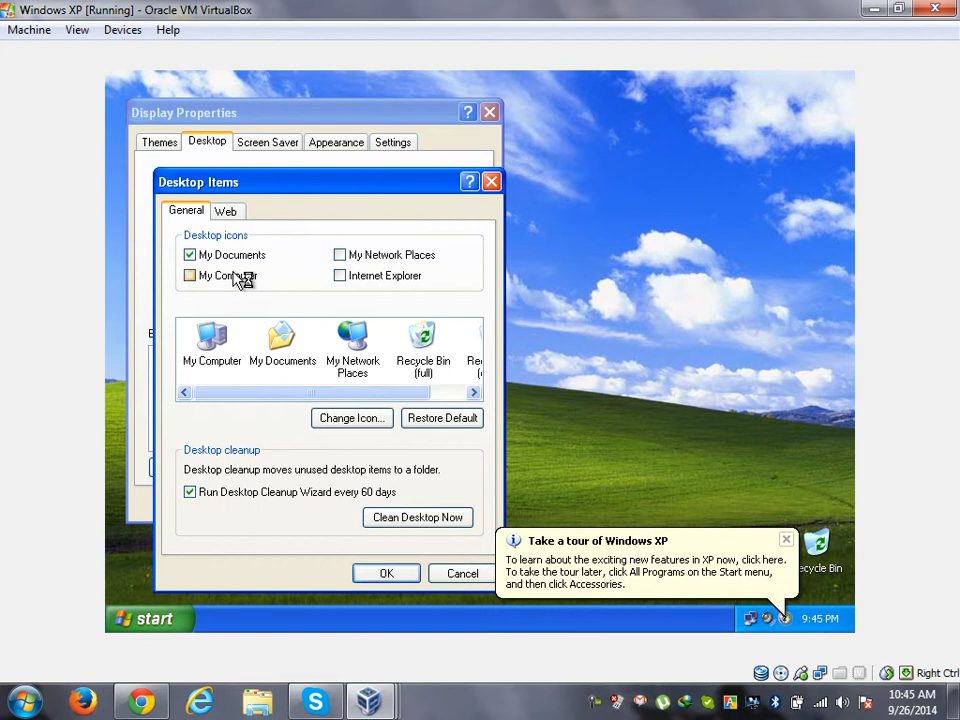 Windows XP [Running] - Oracle VM VirtualBox
Machine View Devices Help
Display Properties
Themes Desktop Screen Saver Appearance Settings
Desktop Items
General Web
Desktop icons
My Documents My Network Places
My Computer Internet Explorer
My Computer My Documents My Network Places Recycle Bin (full)
Change Icon... Restore Default
Desktop cleanup
Desktop cleanup moves unused desktop items to a folder.
Run Desktop Cleanup Wizard every 60 days
Clean Desktop Now
OK Cancel
Take a tour of Windows XP
To learn about the exciting new features in XP now, click here.
To take the tour later, click All Programs on the Start menu,
and then click Accessories.
ecycle Bin
start 9:45 PM
Right Ctrl
10:45 AM
9/26/2014